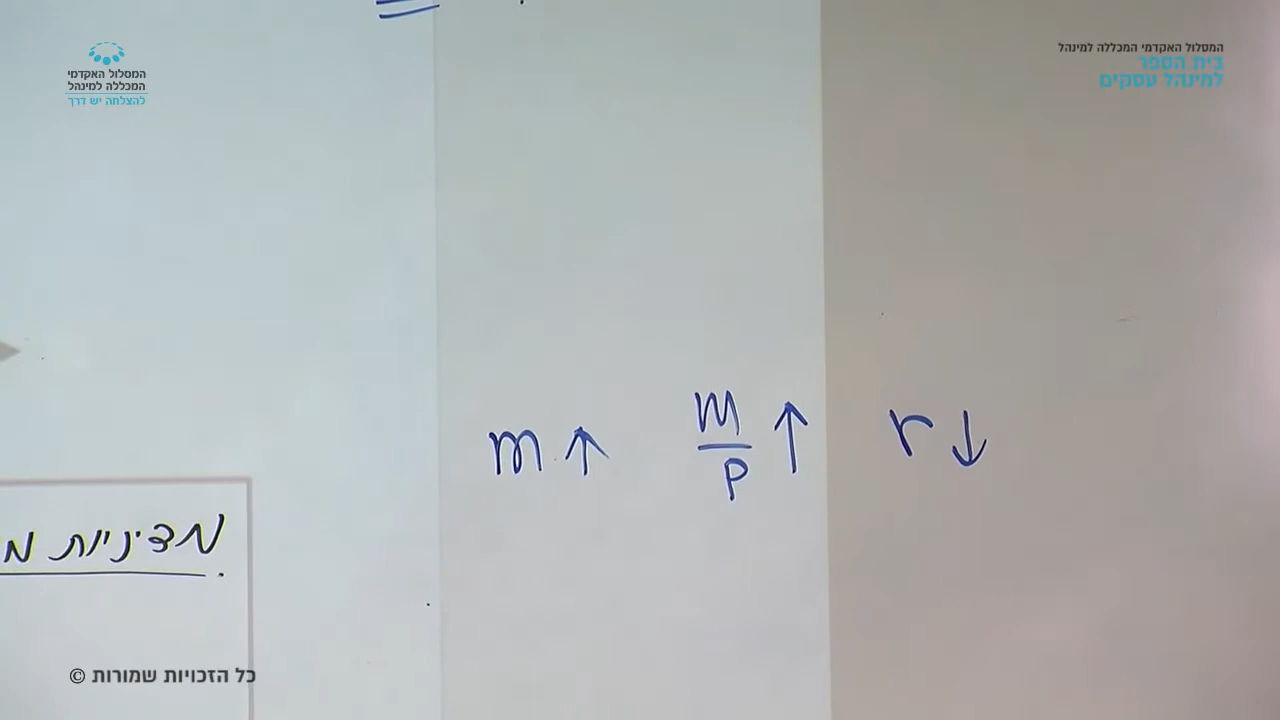 המסלול האקדמי המכללה למינהל
בית הספר
למינהל עסקים
המסלול האקדמי
המכללה למינהל
להצלחה יש דרך
m ↑ m/p ↑ r ↓
מדיניות מ
כל הזכויות שמורות ©